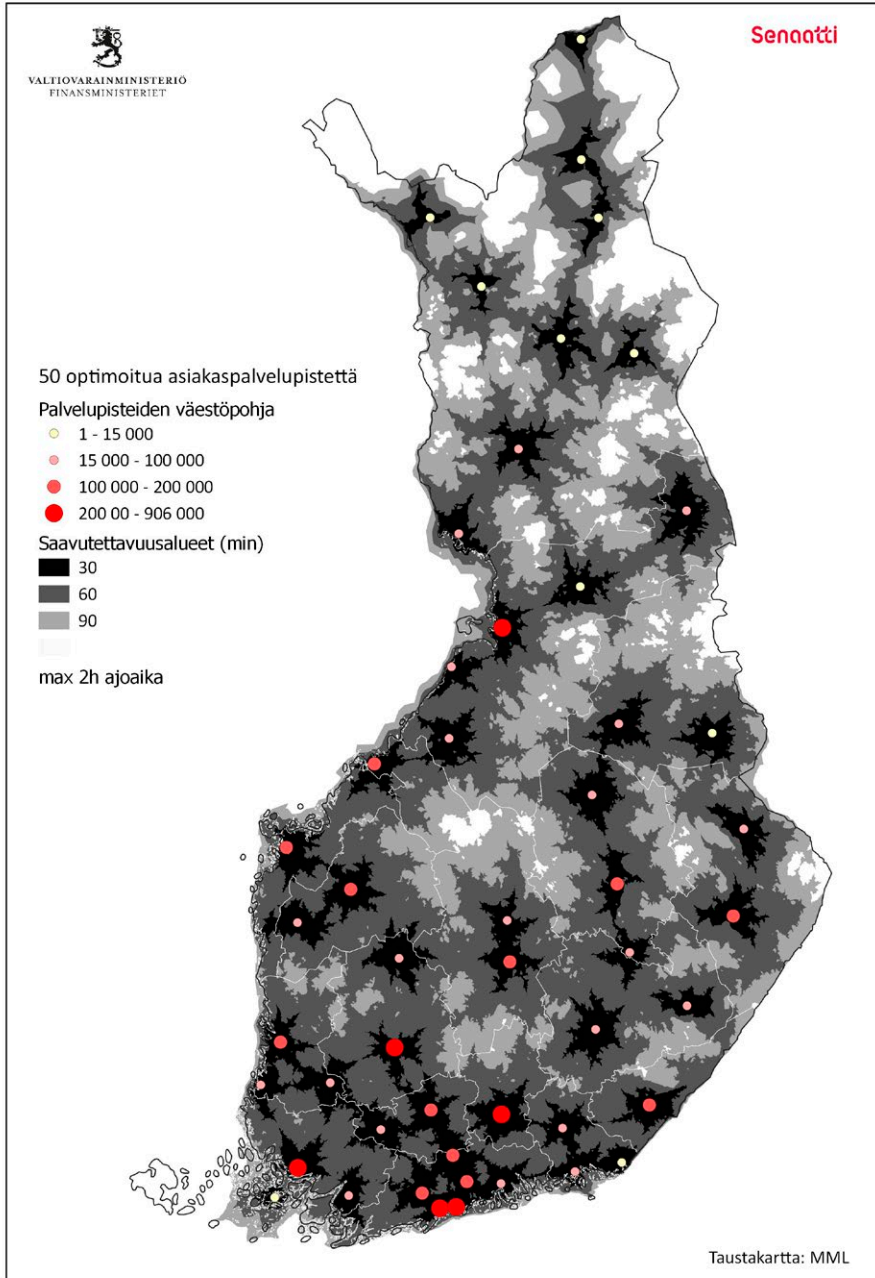 VALTIOVARAINMINISTERIÖ
FINANSMINISTERIET
Senaatti
50 optimoitua asiakaspalvelupistettä
Palvelupisteiden väestöpohja
1 - 15 000
15 000 - 100 000
100 000 - 200 000
200 00 - 906 000
Saavutettavuusalueet (min)
30
60
90
max 2h ajoaika
Taustakartta: MML